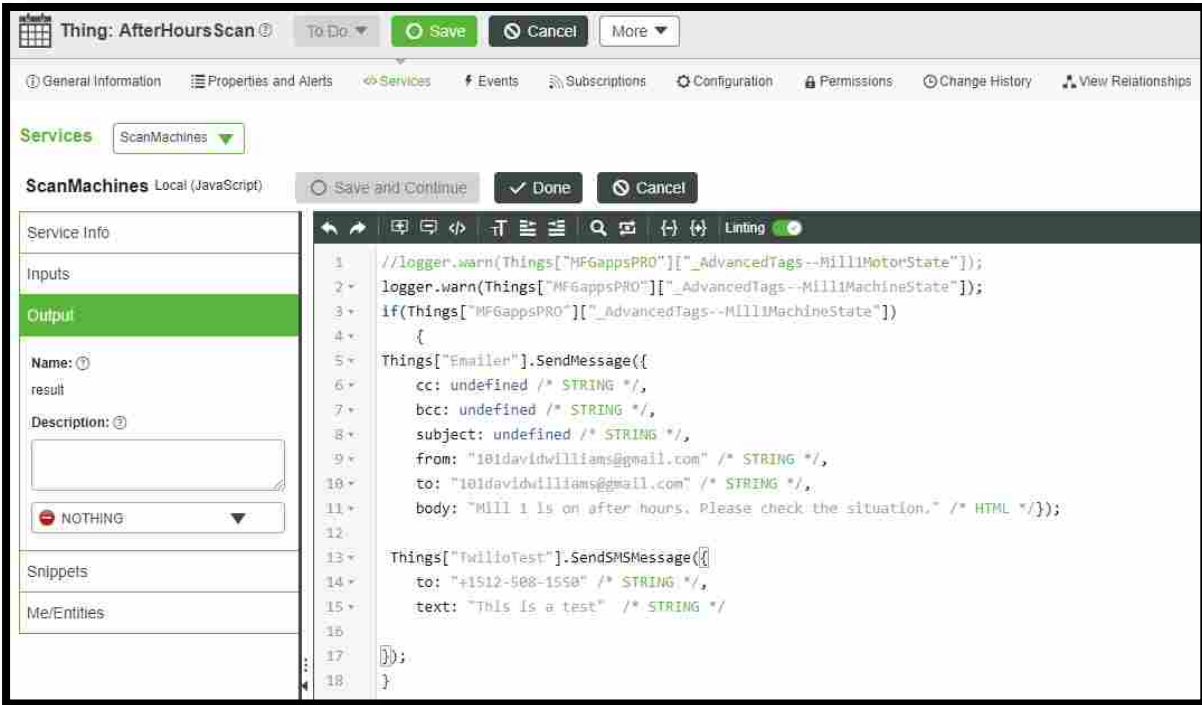 Thing: AfterHoursScan
To Do
Save
Cancel
More
General Information
Properties and Alerts
Services
Events
Subscriptions
Configuration
Permissions
Change History
View Relationships
Services
ScanMachines
ScanMachines Local (JavaScript)
Save and Continue
Done
Cancel
Service Info
Inputs
Output
Name:
result
Description:
NOTHING
Snippets
Me/Entities
Linting
1 //logger.warn(Things["MFGappsPRO"]["_AdvancedTags--Mill1MotorState"]);
2 logger.warn(Things["MFGappsPRO"]["_AdvancedTags--Mill1MachineState"]);
3 if(Things["MFGappsPRO"]["_AdvancedTags--Mill1MachineState"])
4 {
5 Things["Emailer"].SendMessage({
6 cc: undefined /* STRING */,
7 bcc: undefined /* STRING */,
8 subject: undefined /* STRING */,
9 from: "101davidwilliams@gmail.com" /* STRING */,
10 to: "101davidwilliams@gmail.com" /* STRING */,
11 body: "Mill 1 is on after hours. Please check the situation." /* HTML */});
12
13 Things["TwilioTest"].SendSMSMessage({
14 to: "+1512-508-1550" /* STRING */,
15 text: "This is a test" /* STRING */
16
17 });
18 }